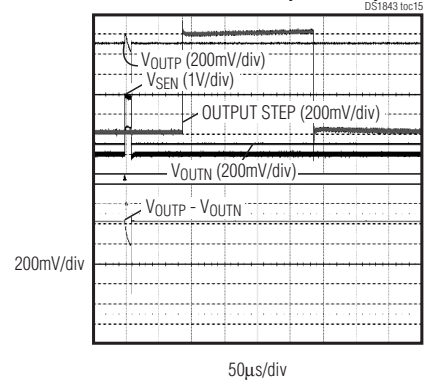 DS1843 toc15
VOUTP (200mV/div)
VSEN (1V/div)
OUTPUT STEP (200mV/div)
VOUTN (200mV/div)
VOUTP - VOUTN
200mV/div
50µs/div